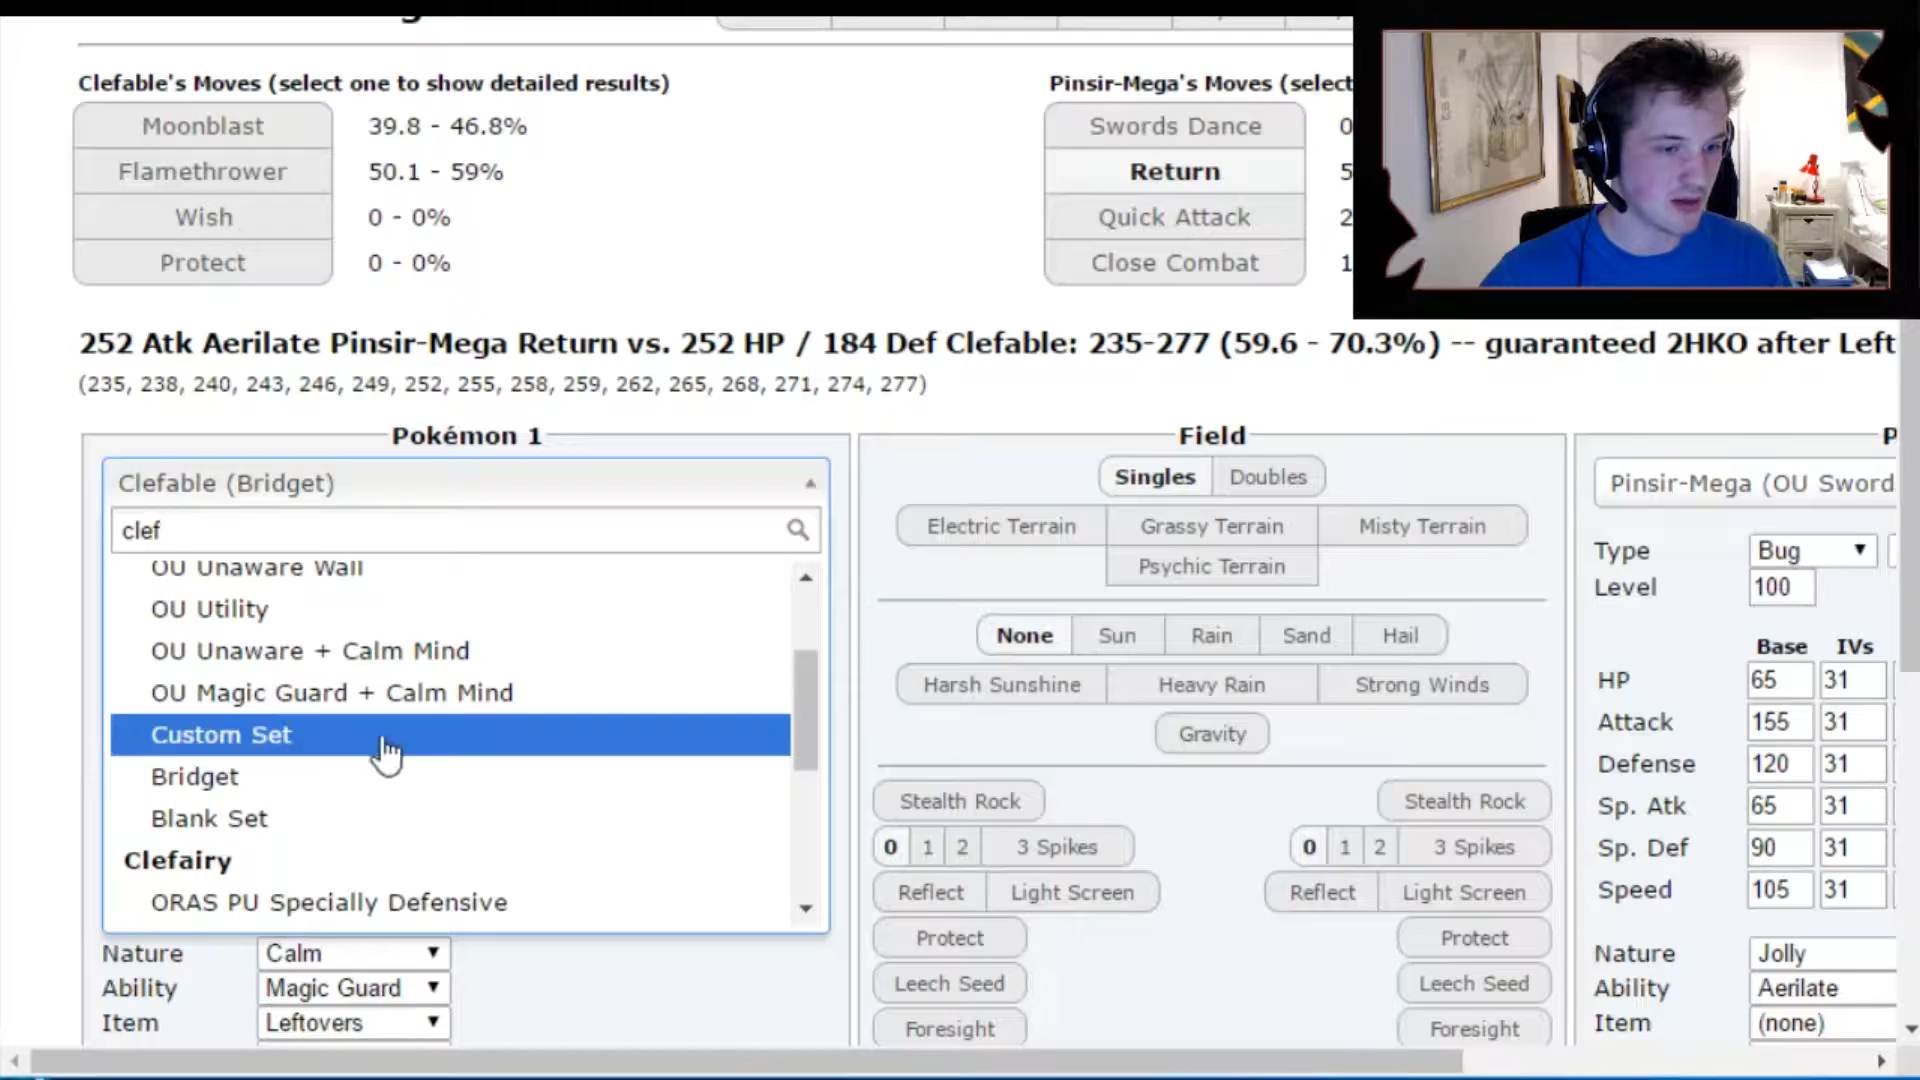 Clefable's Moves (select one to show detailed results)
Pinsir-Mega's Moves (select
Moonblast 39.8 - 46.8%
Swords Dance 0
Flamethrower 50.1 - 59%
Return 5
Wish 0 - 0%
Quick Attack 2
Protect 0 - 0%
Close Combat 1
252 Atk Aerilate Pinsir-Mega Return vs. 252 HP / 184 Def Clefable: 235-277 (59.6 - 70.3%) -- guaranteed 2HKO after Left
(235, 238, 240, 243, 246, 249, 252, 255, 258, 259, 262, 265, 268, 271, 274, 277)
Pokémon 1
Clefable (Bridget)
clef
OU Unaware Wall
OU Utility
OU Unaware + Calm Mind
OU Magic Guard + Calm Mind
Custom Set
Bridget
Blank Set
Clefairy
ORAS PU Specially Defensive
Nature Calm
Ability Magic Guard
Item Leftovers
Field
Singles Doubles
Electric Terrain Grassy Terrain Misty Terrain
Psychic Terrain
None Sun Rain Sand Hail
Harsh Sunshine Heavy Rain Strong Winds
Gravity
Stealth Rock Stealth Rock
0 1 2 3 Spikes 0 1 2 3 Spikes
Reflect Light Screen Reflect Light Screen
Protect Protect
Leech Seed Leech Seed
Foresight Foresight
P
Pinsir-Mega (OU Sword
Type Bug
Level 100
Base IVs
HP 65 31
Attack 155 31
Defense 120 31
Sp. Atk 65 31
Sp. Def 90 31
Speed 105 31
Nature Jolly
Ability Aerilate
Item (none)